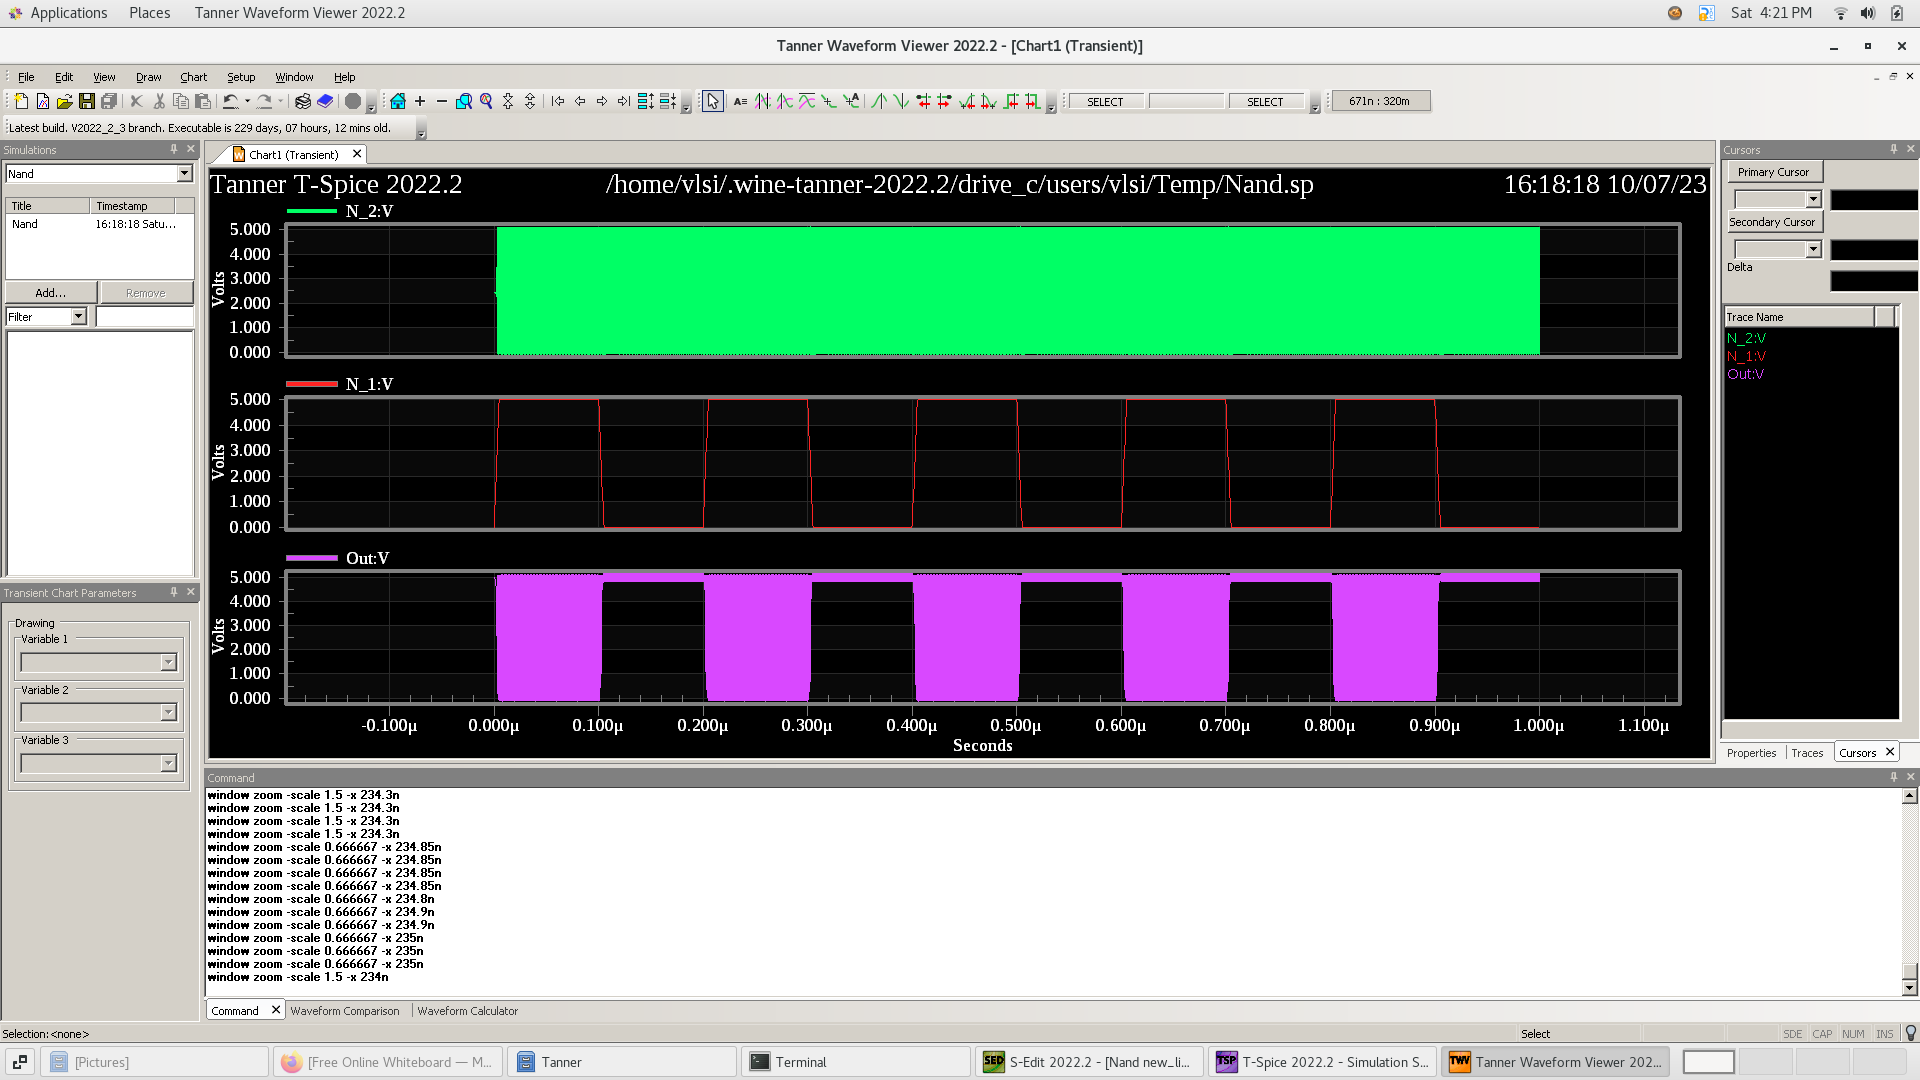 Applications Places Tanner Waveform Viewer 2022.2 Sat 4:21 PM
Tanner Waveform Viewer 2022.2 - [Chart1 (Transient)]
File Edit View Draw Chart Setup Window Help
SELECT SELECT 671n : 320m
Latest build. V2022_2_3 branch. Executable is 229 days, 07 hours, 12 mins old.
Simulations
Nand
Title Timestamp
Nand 16:18:18 Satu...
Add... Remove
Filter
Transient Chart Parameters
Drawing
Variable 1
Variable 2
Variable 3
Chart1 (Transient)
Tanner T-Spice 2022.2 /home/vlsi/.wine-tanner-2022.2/drive_c/users/vlsi/Temp/Nand.sp 16:18:18 10/07/23
N_2:V
5.000
4.000
3.000
2.000
1.000
0.000
Volts
N_1:V
5.000
4.000
3.000
2.000
1.000
0.000
Volts
Out:V
5.000
4.000
3.000
2.000
1.000
0.000
Volts
-0.100µ 0.000µ 0.100µ 0.200µ 0.300µ 0.400µ 0.500µ 0.600µ 0.700µ 0.800µ 0.900µ 1.000µ 1.100µ
Seconds
Cursors
Primary Cursor
Secondary Cursor
Delta
Trace Name
N_2:V
N_1:V
Out:V
Properties Traces Cursors
Command
window zoom -scale 1.5 -x 234.3n
window zoom -scale 1.5 -x 234.3n
window zoom -scale 1.5 -x 234.3n
window zoom -scale 1.5 -x 234.3n
window zoom -scale 0.666667 -x 234.85n
window zoom -scale 0.666667 -x 234.85n
window zoom -scale 0.666667 -x 234.85n
window zoom -scale 0.666667 -x 234.85n
window zoom -scale 0.666667 -x 234.8n
window zoom -scale 0.666667 -x 234.9n
window zoom -scale 0.666667 -x 234.9n
window zoom -scale 0.666667 -x 235n
window zoom -scale 0.666667 -x 235n
window zoom -scale 0.666667 -x 235n
window zoom -scale 1.5 -x 234n
Command Waveform Comparison Waveform Calculator
Selection: <none> Select SDE CAP NUM INS
[Pictures] [Free Online Whiteboard — M... Tanner Terminal SED S-Edit 2022.2 - [Nand new_li... TSP T-Spice 2022.2 - Simulation S... TWV Tanner Waveform Viewer 202...